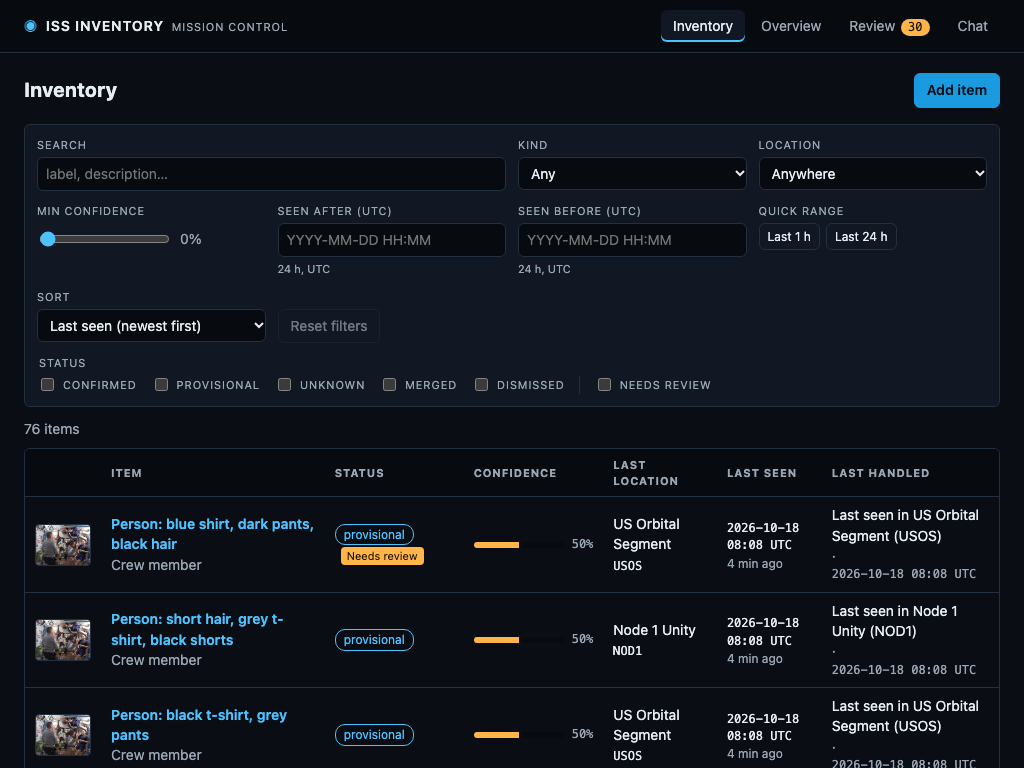 ISS INVENTORY MISSION CONTROL
Inventory
Overview
Review 30
Chat
Inventory
Add item
SEARCH
label, description...
KIND
Any
LOCATION
Anywhere
MIN CONFIDENCE
0%
SEEN AFTER (UTC)
YYYY-MM-DD HH:MM
24 h, UTC
SEEN BEFORE (UTC)
YYYY-MM-DD HH:MM
24 h, UTC
QUICK RANGE
Last 1 h
Last 24 h
SORT
Last seen (newest first)
Reset filters
STATUS
CONFIRMED
PROVISIONAL
UNKNOWN
MERGED
DISMISSED
NEEDS REVIEW
76 items
ITEM
STATUS
CONFIDENCE
LAST
LOCATION
LAST SEEN
LAST HANDLED
Person: blue shirt, dark pants,
black hair
Crew member
provisional
Needs review
50%
US Orbital
Segment
USOS
2026-10-18
08:08 UTC
4 min ago
Last seen in US Orbital
Segment (USOS)
·
2026-10-18 08:08 UTC
Person: short hair, grey t-
shirt, black shorts
Crew member
provisional
50%
Node 1 Unity
NOD1
2026-10-18
08:08 UTC
4 min ago
Last seen in Node 1
Unity (NOD1)
·
2026-10-18 08:08 UTC
Person: black t-shirt, grey
pants
Crew member
provisional
50%
US Orbital
Segment
USOS
2026-10-18
08:08 UTC
4 min ago
Last seen in US Orbital
Segment (USOS)
·
2026-10-18 08:08 UTC